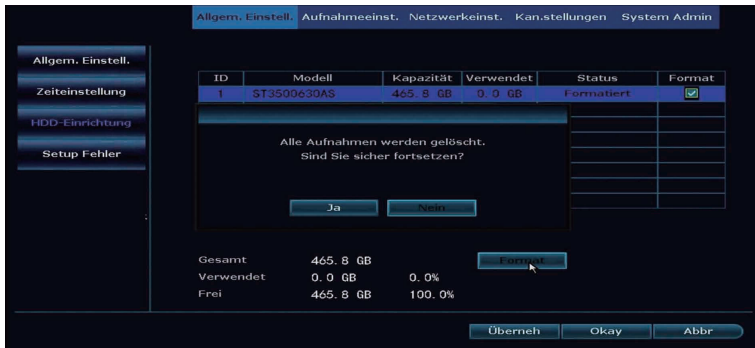 Allgem. Einstell. Aufnahmeeinst. Netzwerkeinst. Kan.stellungen System Admin
Allgem. Einstell.
Zeiteinstellung
HDD-Einrichtung
Setup Fehler
ID Modell Kapazität Verwendet Status Format
1 ST3500630AS 465.8 GB 0.0 GB Formatiert
Alle Aufnahmen werden gelöscht.
Sind Sie sicher fortsetzen?
Ja Nein
Gesamt 465.8 GB Format
Verwendet 0.0 GB 0.0%
Frei 465.8 GB 100.0%
Überneh Okay Abbr